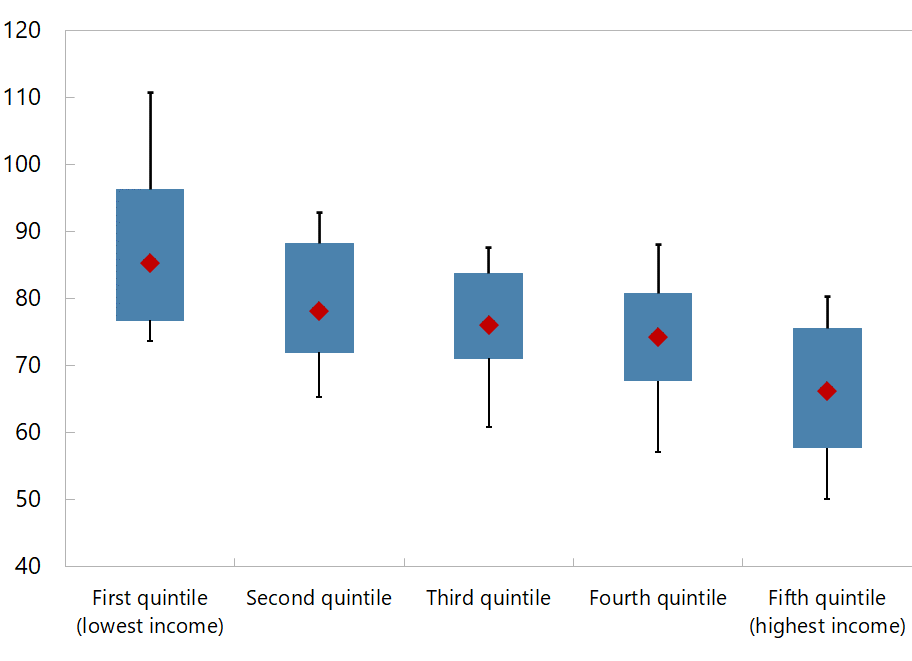 120
110
100
90
80
70
60
50
40
First quintile
(lowest income)
Second quintile
Third quintile
Fourth quintile
Fifth quintile
(highest income)